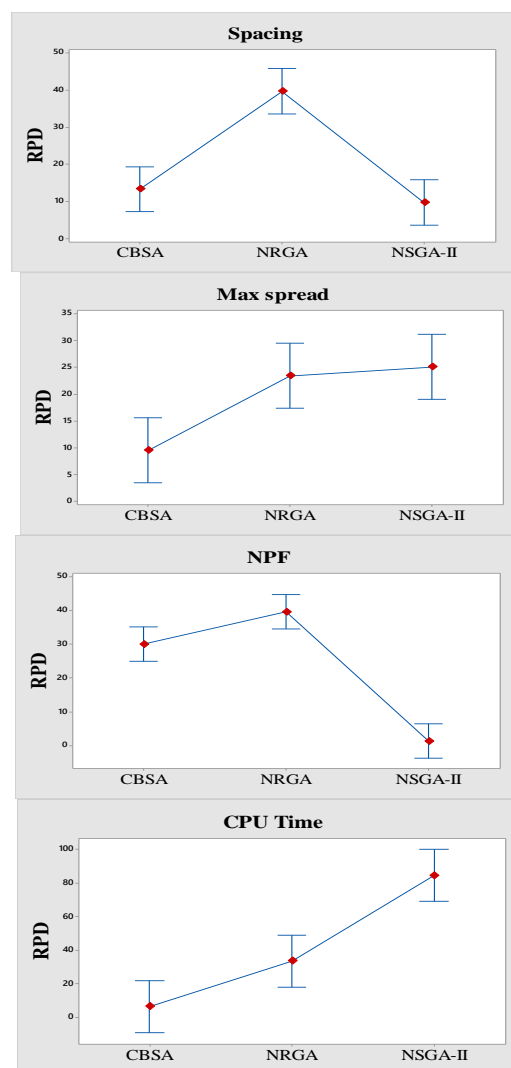 Spacing
RPD
50
40
30
20
10
0
CBSA NRGA NSGA-II
Max spread
RPD
35
30
25
20
15
10
5
0
CBSA NRGA NSGA-II
NPF
RPD
50
40
30
20
10
0
CBSA NRGA NSGA-II
CPU Time
RPD
100
80
60
40
20
0
CBSA NRGA NSGA-II